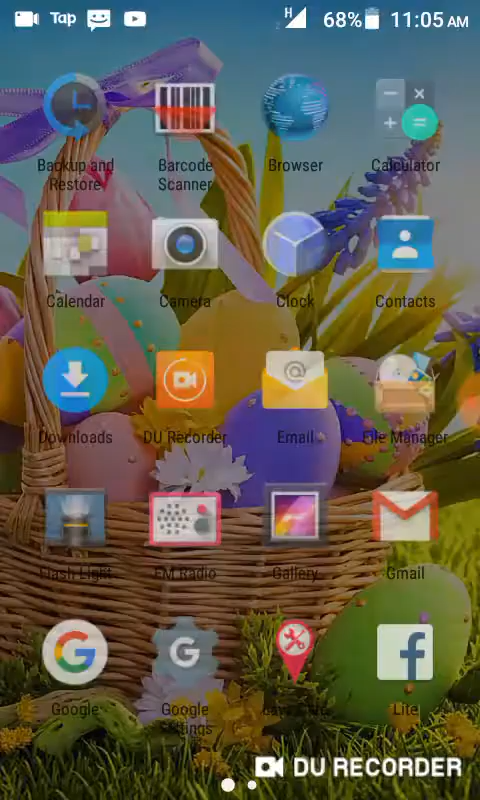 Tap
H
68%
11:05 AM
Backup and
Restore
Barcode
Scanner
Browser
Calculator
Calendar
Camera
Clock
Contacts
Downloads
DU Recorder
Email
File Manager
Flash Light
FM Radio
Gallery
Gmail
Google
Google
Settings
Lite
DU RECORDER